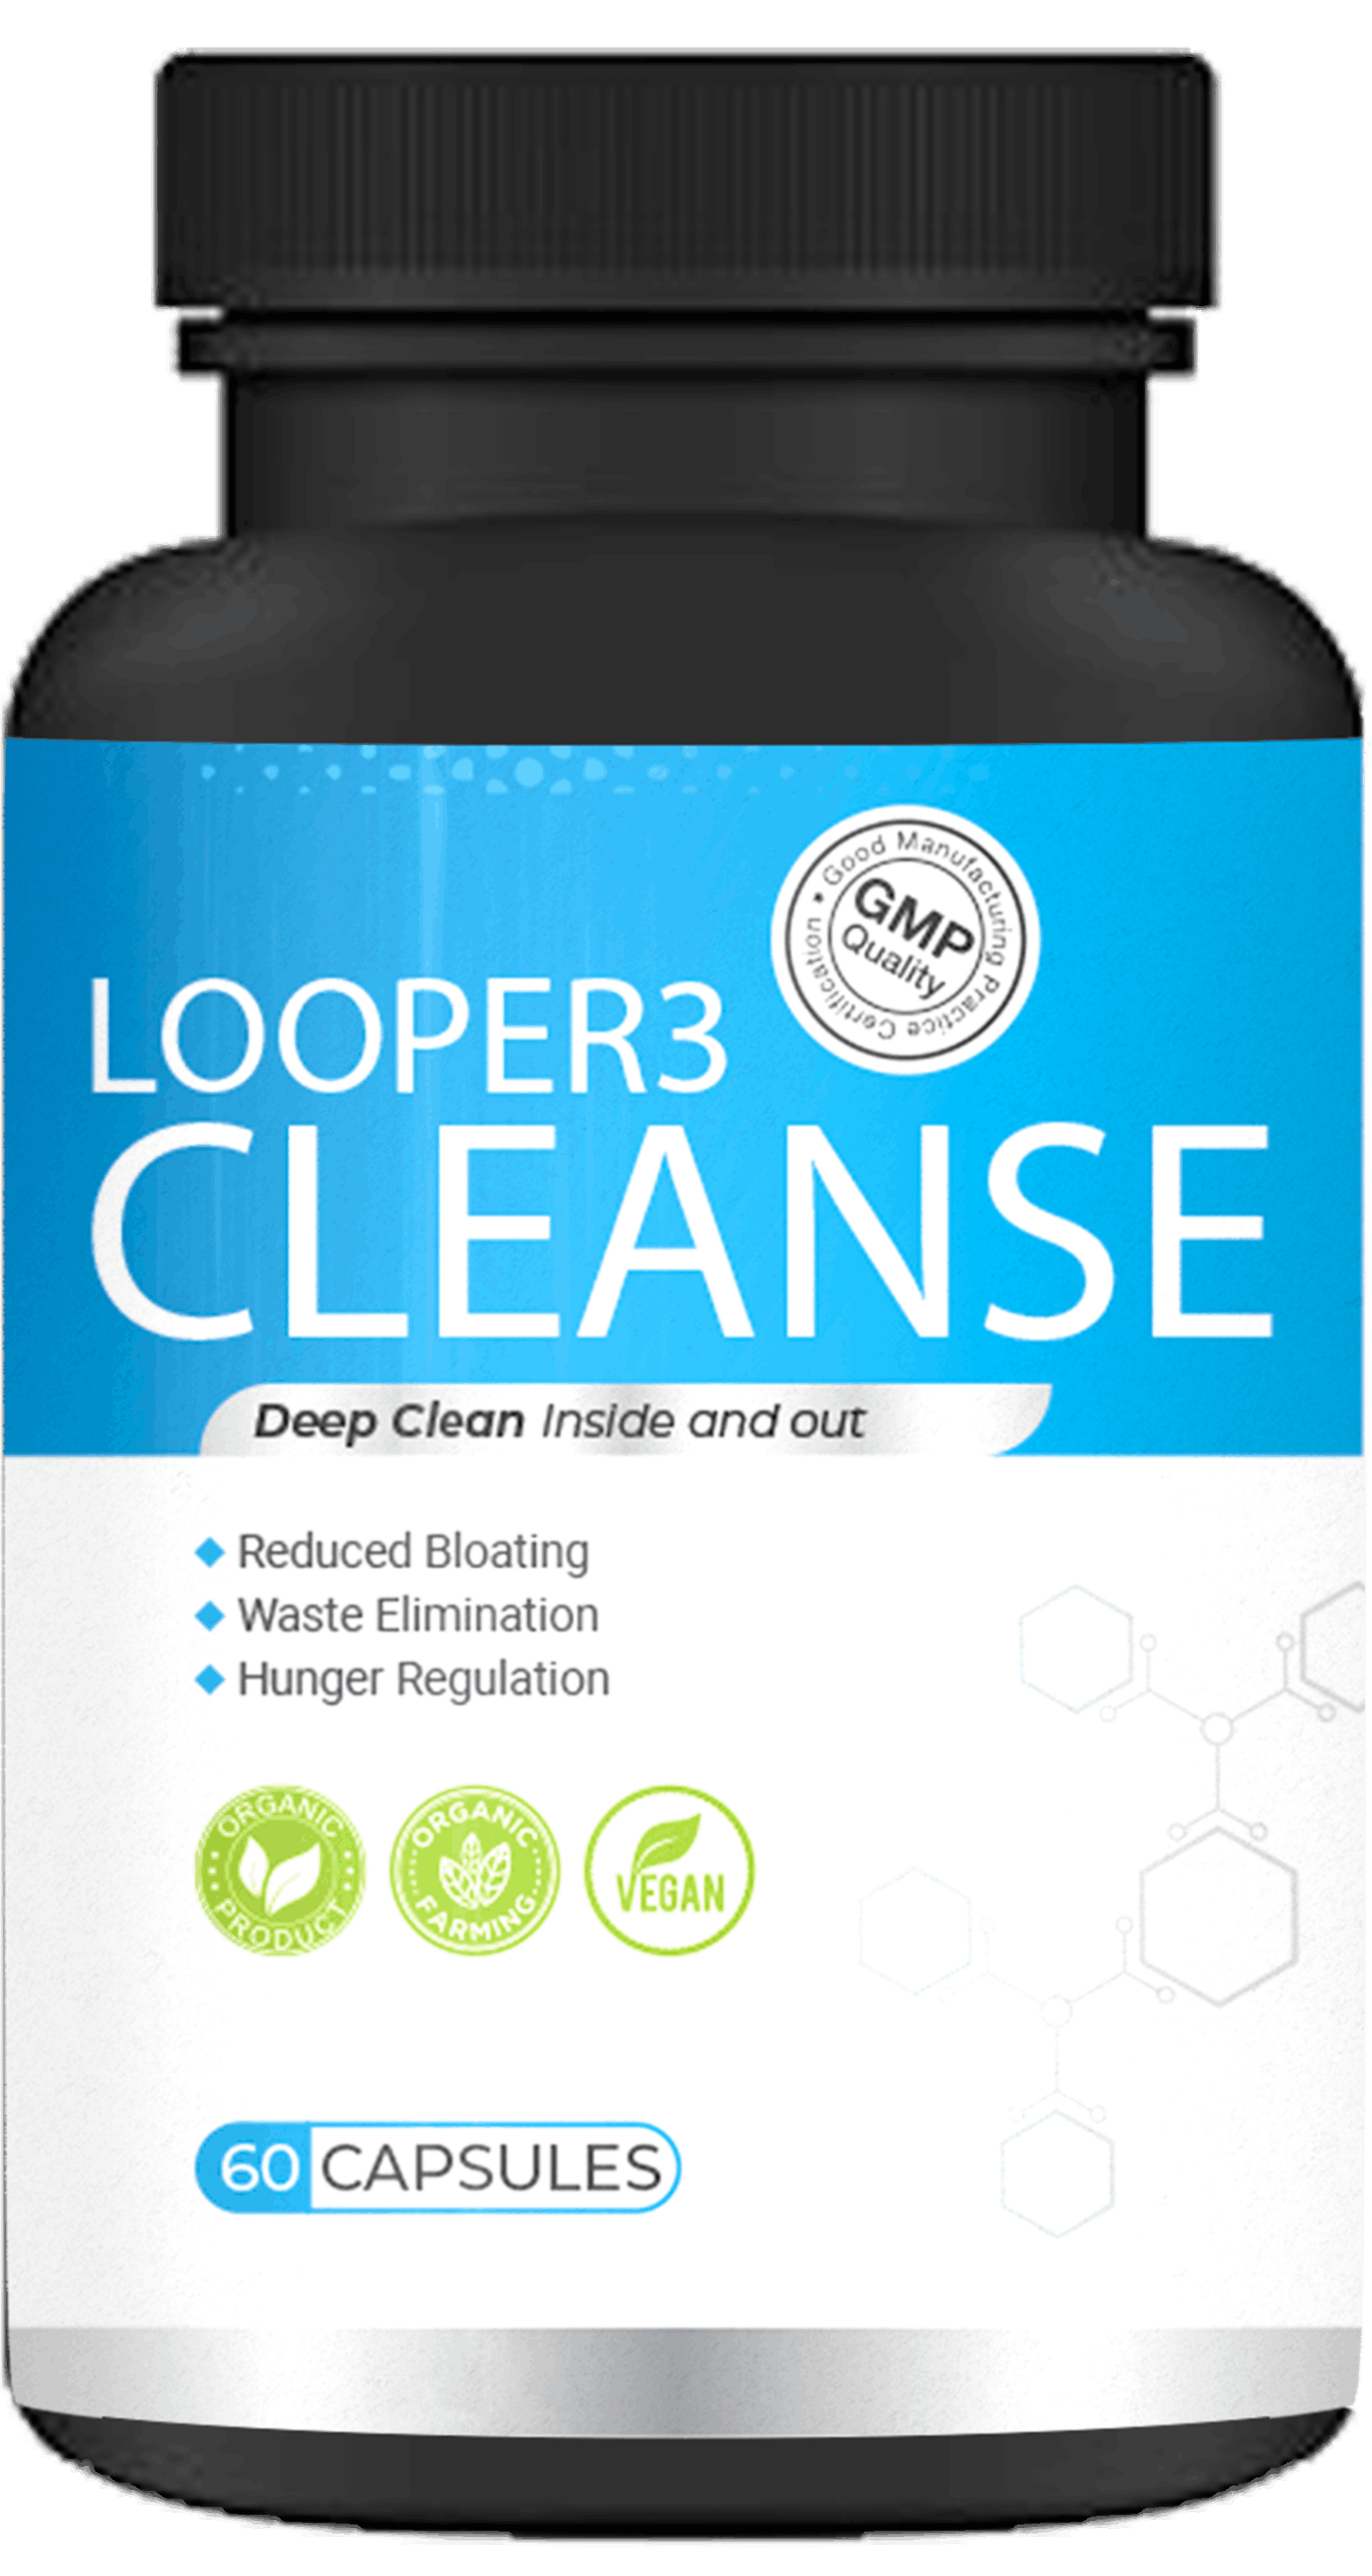 Good Manufacturing Practice Certification •
GMP
Quality
LOOPER3
CLEANSE
Deep Clean Inside and out
Reduced Bloating
Waste Elimination
Hunger Regulation
ORGANIC
PRODUCT
ORGANIC
FARMING
VEGAN
60 CAPSULES